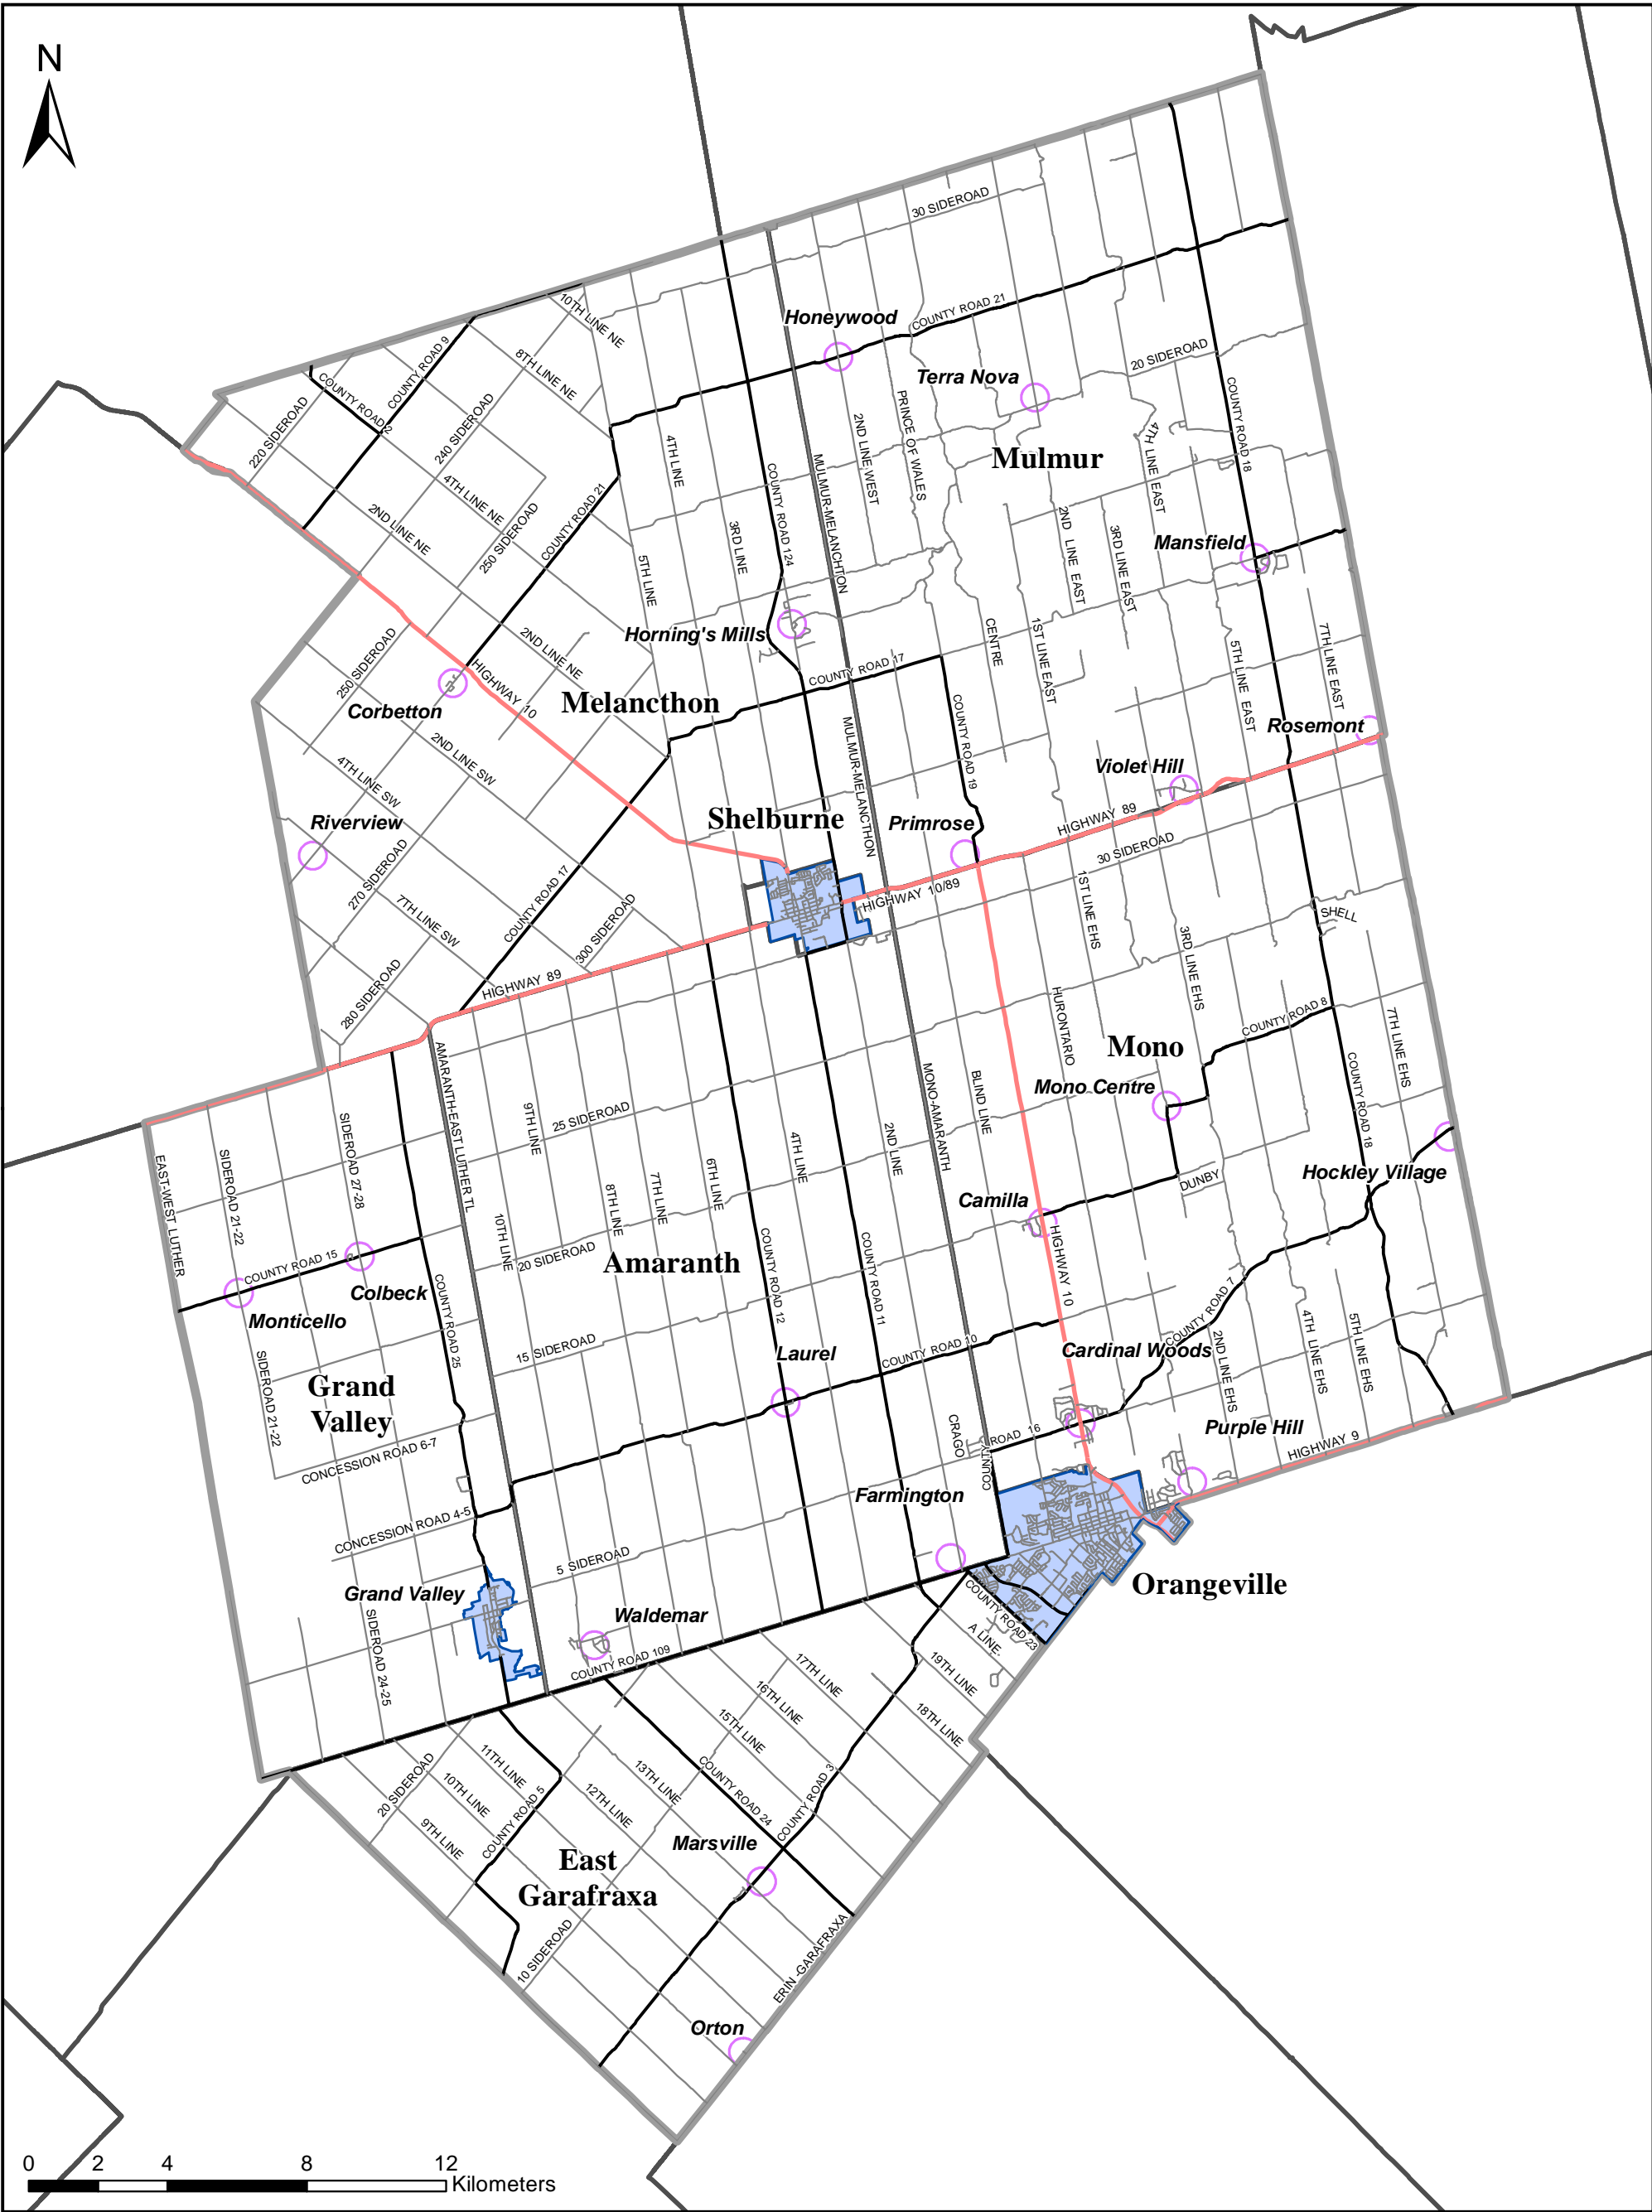 N
30 SIDEROAD
10TH LINE NE
COUNTY ROAD 9
8TH LINE NE
COUNTY ROAD 2
220 SIDEROAD
240 SIDEROAD
4TH LINE NE
2ND LINE NE
250 SIDEROAD
COUNTY ROAD 21
Honeywood
COUNTY ROAD 21
Terra Nova
20 SIDEROAD
COUNTY ROAD 18
4TH LINE
2ND LINE WEST
PRINCE OF WALES
Mulmur
4TH LINE EAST
COUNTY ROAD 124
MULMUR-MELANCHTON
3RD LINE
5TH LINE
2ND LINE EAST
3RD LINE EAST
Mansfield
Horning's Mills
2ND LINE NE
250 SIDEROAD
COUNTY ROAD 17
CENTRE
1ST LINE EAST
5TH LINE EAST
7TH LINE EAST
HIGHWAY 10
Corbetton
Melancthon
2ND LINE SW
4TH LINE SW
MULMUR-MELANCTHON
COUNTY ROAD 19
Rosemont
Violet Hill
Riverview
Shelburne
Primrose
HIGHWAY 89
30 SIDEROAD
270 SIDEROAD
7TH LINE SW
COUNTY ROAD 17
300 SIDEROAD
280 SIDEROAD
HIGHWAY 89
HIGHWAY 10/89
1ST LINE EHS
3RD LINE EHS
SHELL
HURONTARIO
COUNTY ROAD 8
7TH LINE EHS
Mono
Mono Centre
COUNTY ROAD 18
AMARANTH-EAST LUTHER TL
9TH LINE
25 SIDEROAD
MONO-AMARANTH
BLIND LINE
EAST-WEST LUTHER
SIDEROAD 21-22
SIDEROAD 27-28
8TH LINE
7TH LINE
6TH LINE
4TH LINE
2ND LINE
Hockley Village
DUNBY
Camilla
HIGHWAY 10
10TH LINE
20 SIDEROAD
Amaranth
COUNTY ROAD 12
COUNTY ROAD 11
COUNTY ROAD 15
Colbeck
Monticello
COUNTY ROAD 25
15 SIDEROAD
Laurel
COUNTY ROAD 10
Cardinal Woods
COUNTY ROAD 7
2ND LINE EHS
4TH LINE EHS
5TH LINE EHS
SIDEROAD 21-22
Grand
Valley
CONCESSION ROAD 6-7
CRAGO
COUNTY
ROAD 16
Purple Hill
HIGHWAY 9
Farmington
CONCESSION ROAD 4-5
5 SIDEROAD
Grand Valley
Waldemar
Orangeville
SIDEROAD 24-25
COUNTY ROAD 109
COUNTY ROAD 23
A LINE
19TH LINE
17TH LINE
16TH LINE
18TH LINE
15TH LINE
20 SIDEROAD
11TH LINE
10TH LINE
9TH LINE
COUNTY ROAD 5
12TH LINE
13TH LINE
COUNTY ROAD 24
COUNTY ROAD 3
Marsville
East
Garafraxa
10 SIDEROAD
ERIN -GARAFRAXA
Orton
0 2 4 8 12
Kilometers